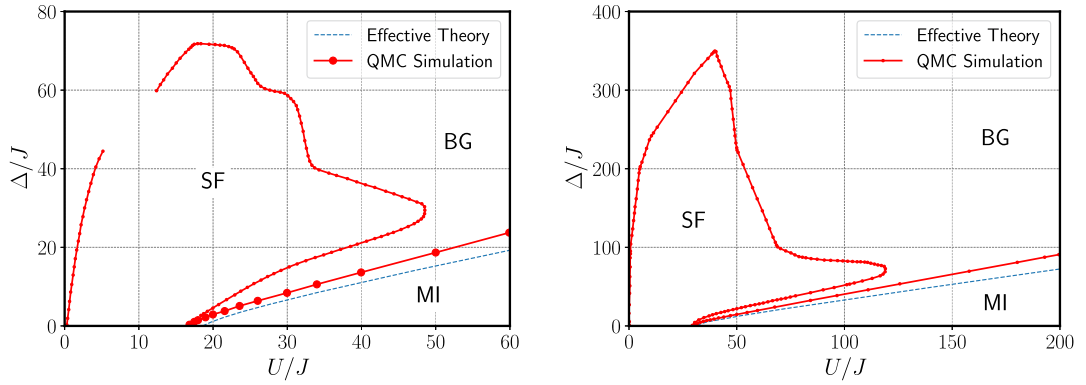 80
60
40
20
0
Δ/J
Effective Theory
QMC Simulation
BG
SF
MI
0
10
20
30
40
50
60
U/J
400
300
200
100
0
Δ/J
Effective Theory
QMC Simulation
BG
SF
MI
0
50
100
150
200
U/J